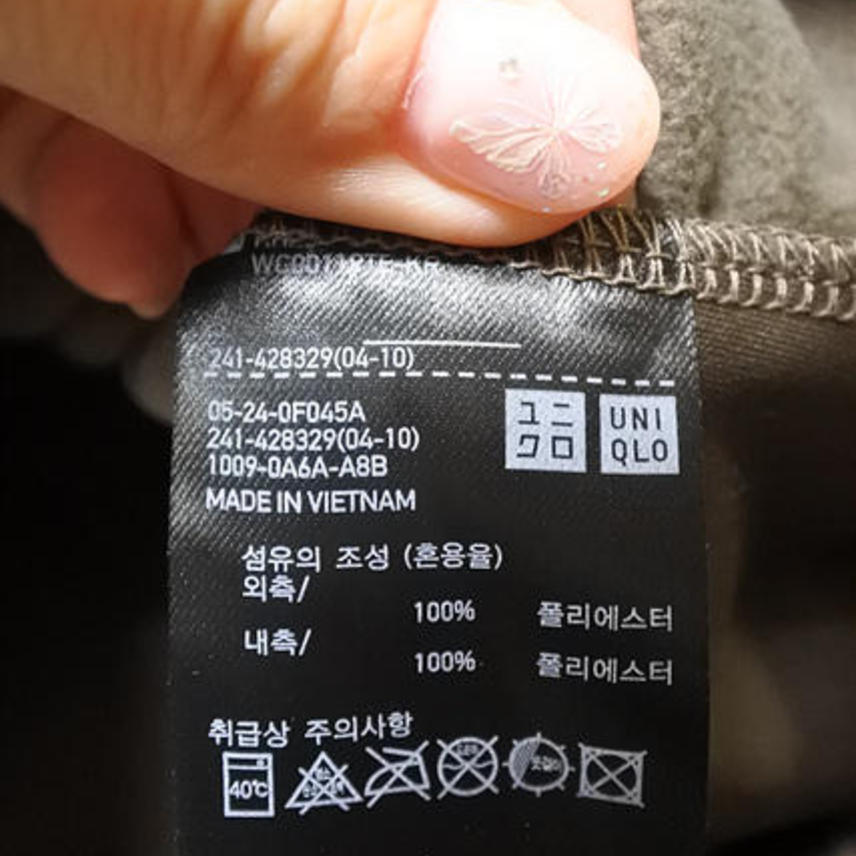 241-428329(04-10)
05-24-0F045A
241-428329(04-10)
1009-0A6A-A8B
MADE IN VIETNAM
ユニ
クロ
UNI
QLO
섬유의 조성 (혼용율)
외측/
100% 폴리에스터
내측/
100% 폴리에스터
취급상 주의사항
40℃